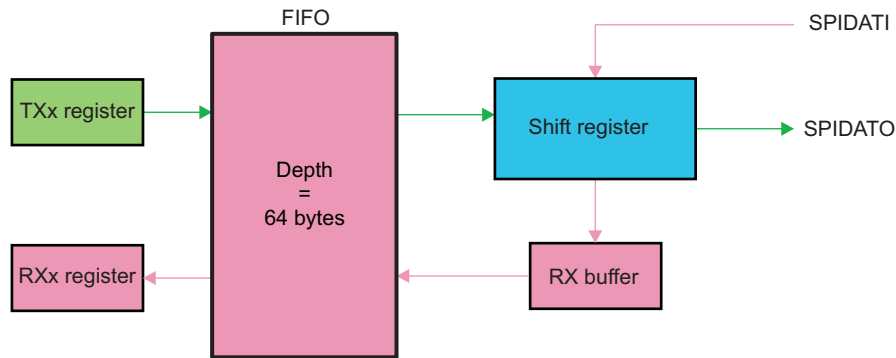 FIFO
SPIDATI
TXx register
Shift register
SPIDATO
Depth
=
64 bytes
RXx register
RX buffer